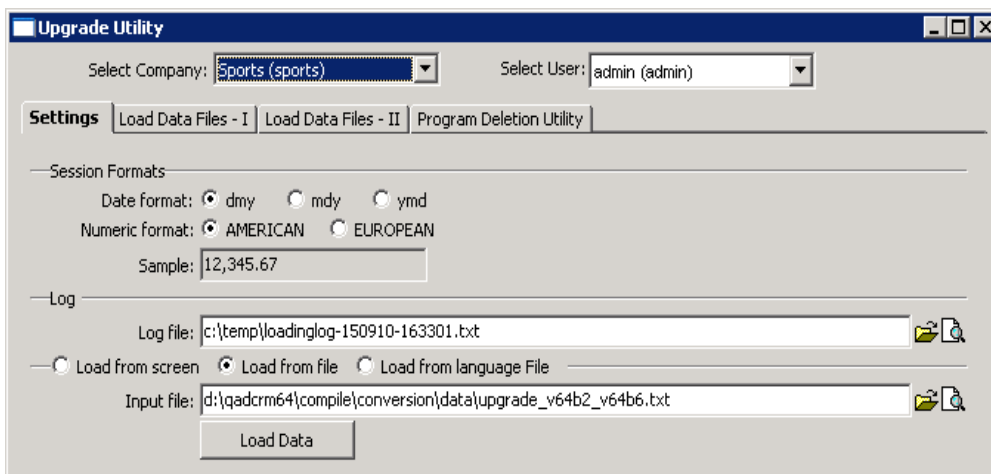 Upgrade Utility
Select Company: Sports (sports) Select User: admin (admin)
Settings Load Data Files - I Load Data Files - II Program Deletion Utility
Session Formats
Date format: dmy mdy ymd
Numeric format: AMERICAN EUROPEAN
Sample: 12,345.67
Log
Log file: c:\temp\loadinglog-150910-163301.txt
Load from screen Load from file Load from language File
Input file: d:\qadcrm64\compile\conversion\data\upgrade_v64b2_v64b6.txt
Load Data